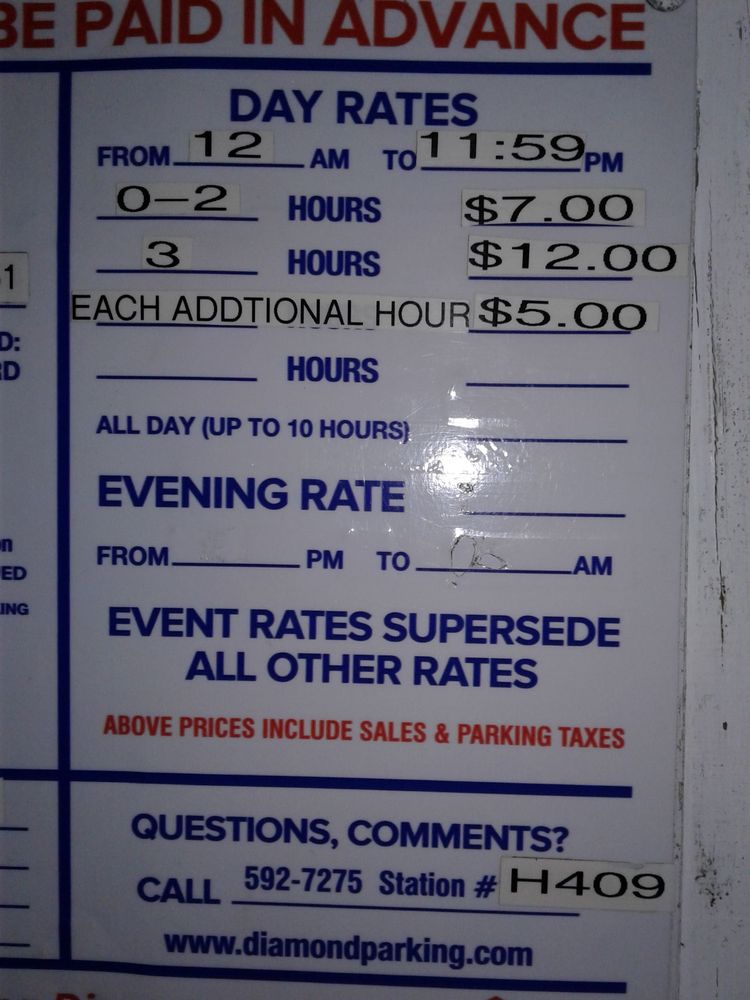 BE PAID IN ADVANCE
DAY RATES
FROM 12 AM TO 11:59 PM
0-2 HOURS $7.00
3 HOURS $12.00
EACH ADDTIONAL HOUR $5.00
HOURS
ALL DAY (UP TO 10 HOURS)
EVENING RATE
FROM PM TO AM
EVENT RATES SUPERSEDE
ALL OTHER RATES
ABOVE PRICES INCLUDE SALES & PARKING TAXES
QUESTIONS, COMMENTS?
CALL 592-7275 Station # H409
www.diamondparking.com